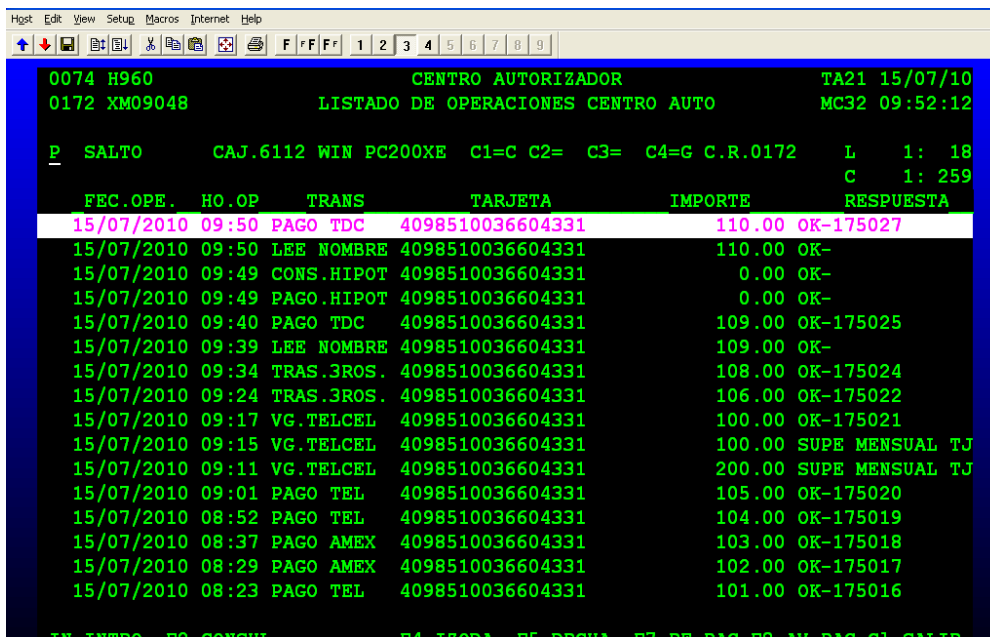 Host Edit View Setup Macros Internet Help
F F F F F 1 2 3 4 5 6 7 8 9
0074 H960 CENTRO AUTORIZADOR TA21 15/07/10
0172 XM09048 LISTADO DE OPERACIONES CENTRO AUTO MC32 09:52:12
P SALTO CAJ.6112 WIN PC200XE C1=C C2= C3= C4=G C.R.0172 L 1: 18
C 1: 259
FEC.OPE. HO.OP TRANS TARJETA IMPORTE RESPUESTA
15/07/2010 09:50 PAGO TDC 4098510036604331 110.00 OK-175027
15/07/2010 09:50 LEE NOMBRE 4098510036604331 110.00 OK-
15/07/2010 09:49 CONS.HIPOT 4098510036604331 0.00 OK-
15/07/2010 09:49 PAGO.HIPOT 4098510036604331 0.00 OK-
15/07/2010 09:40 PAGO TDC 4098510036604331 109.00 OK-175025
15/07/2010 09:39 LEE NOMBRE 4098510036604331 109.00 OK-
15/07/2010 09:34 TRAS.3ROS. 4098510036604331 108.00 OK-175024
15/07/2010 09:24 TRAS.3ROS. 4098510036604331 106.00 OK-175022
15/07/2010 09:17 VG.TELCEL 4098510036604331 100.00 OK-175021
15/07/2010 09:15 VG.TELCEL 4098510036604331 100.00 SUPE MENSUAL TJ
15/07/2010 09:11 VG.TELCEL 4098510036604331 200.00 SUPE MENSUAL TJ
15/07/2010 09:01 PAGO TEL 4098510036604331 105.00 OK-175020
15/07/2010 08:52 PAGO TEL 4098510036604331 104.00 OK-175019
15/07/2010 08:37 PAGO AMEX 4098510036604331 103.00 OK-175018
15/07/2010 08:29 PAGO AMEX 4098510036604331 102.00 OK-175017
15/07/2010 08:23 PAGO TEL 4098510036604331 101.00 OK-175016